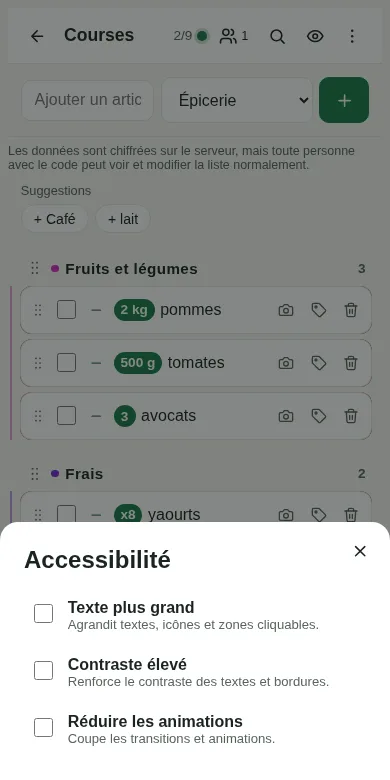 Courses
2/9
1
Ajouter un artic
Épicerie
+
Les données sont chiffrées sur le serveur, mais toute personne
avec le code peut voir et modifier la liste normalement.
Suggestions
+ Café
+ lait
Fruits et légumes
3
2 kg pommes
500 g tomates
3 avocats
Frais
2
x8 yaourts
Accessibilité
Texte plus grand
Agrandit textes, icônes et zones cliquables.
Contraste élevé
Renforce le contraste des textes et bordures.
Réduire les animations
Coupe les transitions et animations.